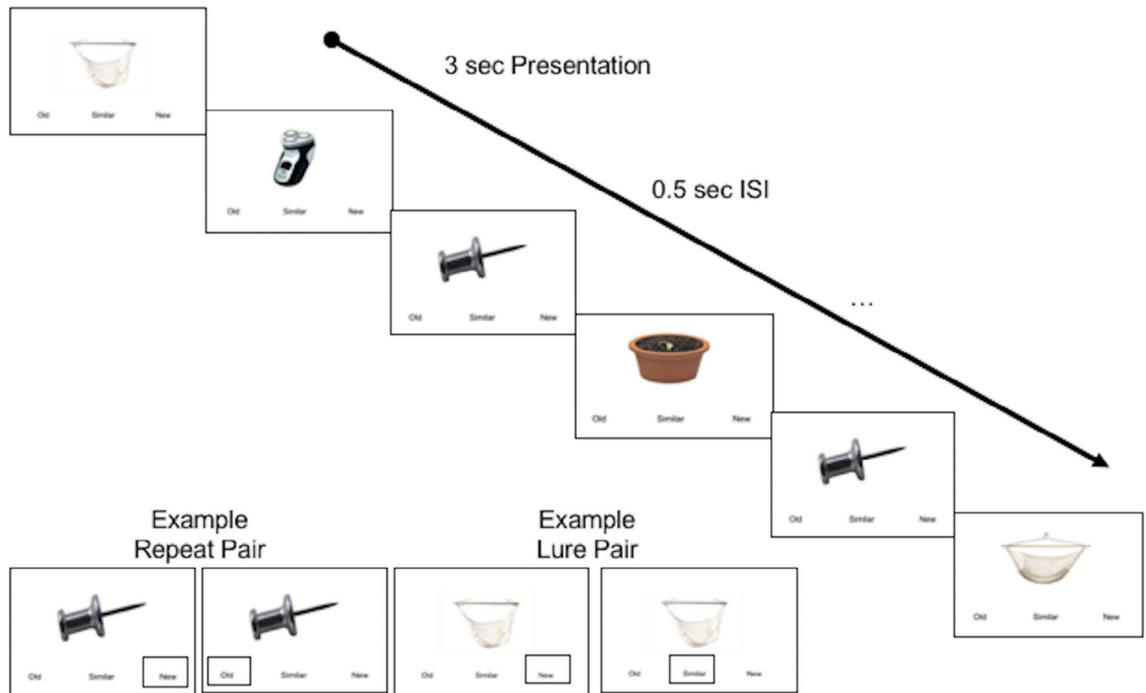 3 sec Presentation
0.5 sec ISI
...
Old Similar New
Old Similar New
Old Similar New
Old Similar New
Old Similar New
Old Similar New
Example
Repeat Pair
Old Similar New
Old Similar New
Example
Lure Pair
Old Similar New
Old Similar New